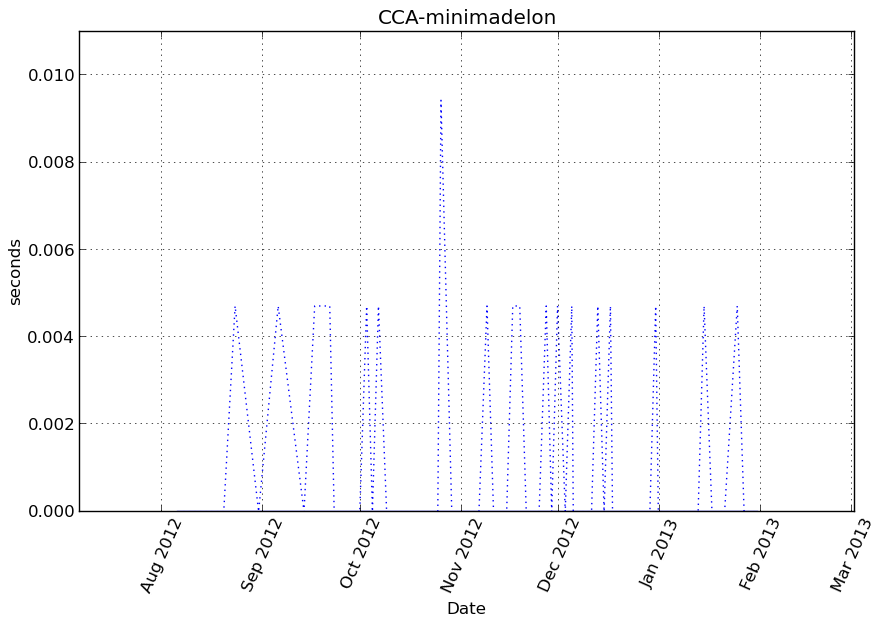 CCA-minimadelon
0.010
0.008
0.006
0.004
0.002
0.000
seconds
Aug 2012
Sep 2012
Oct 2012
Nov 2012
Dec 2012
Jan 2013
Feb 2013
Mar 2013
Date